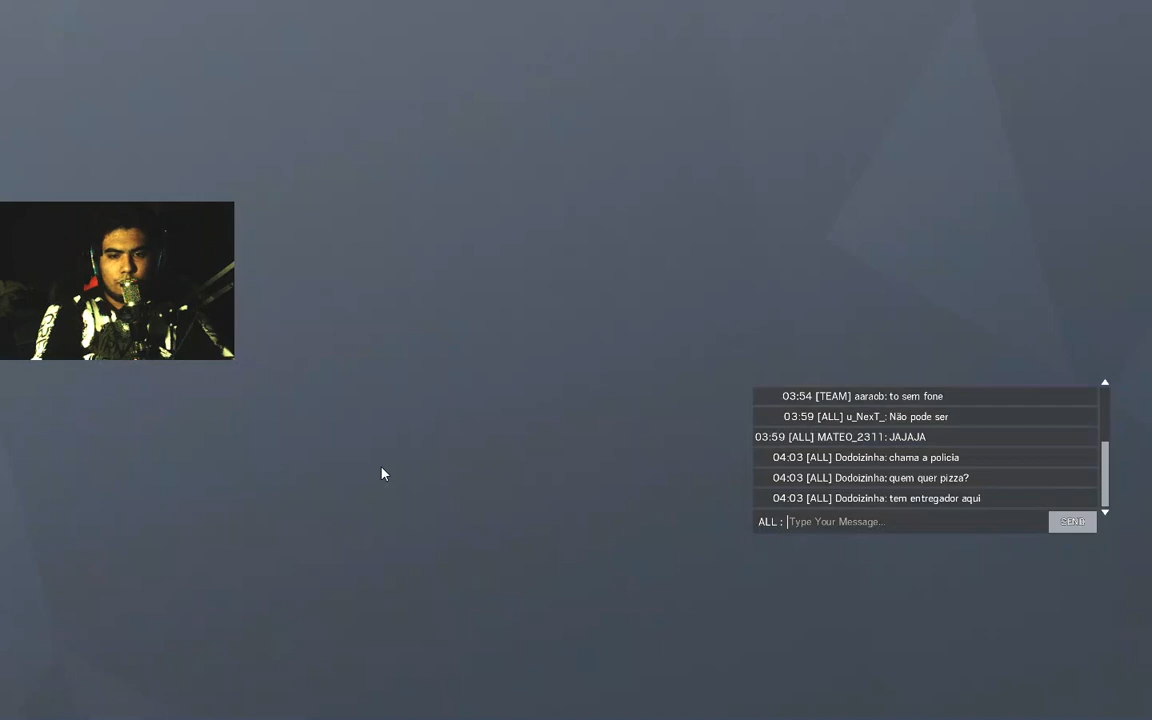 03:54 [TEAM] aaraob: to sem fone
03:59 [ALL] u_NexT_: Não pode ser
03:59 [ALL] MATEO_2311: JAJAJA
04:03 [ALL] Dodoizinha: chama a policia
04:03 [ALL] Dodoizinha: quem quer pizza?
04:03 [ALL] Dodoizinha: tem entregador aqui
ALL : Type Your Message... SEND